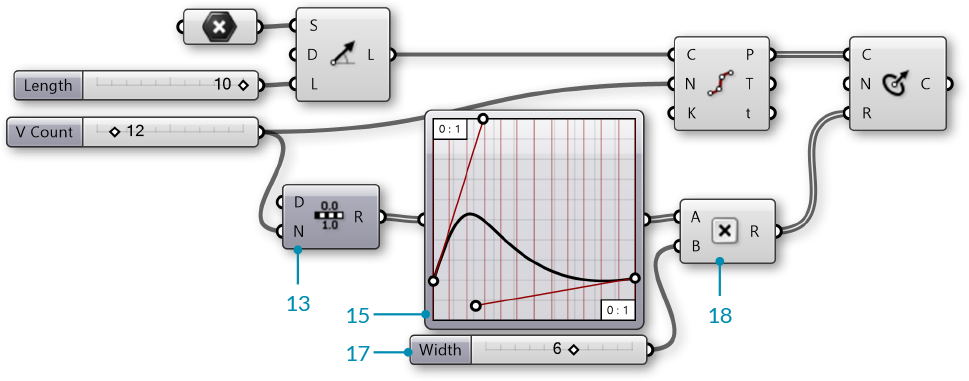 S
D L
L
Length 10
V Count 12
C P
N T
K t
C
N C
R
D 0.0 R
N 1.0
13
0:1
0:1
15
Width 6
17
A
R
B
18